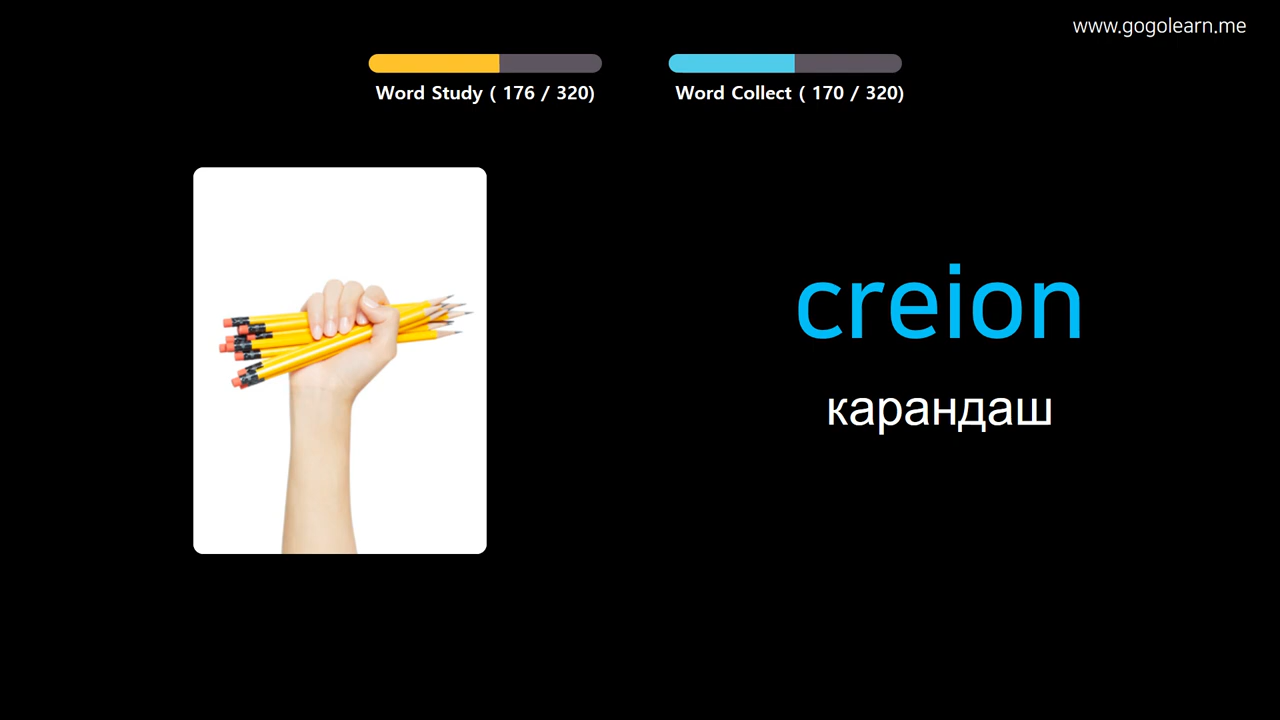 www.gogolearn.me
Word Study ( 176 / 320)
Word Collect ( 170 / 320)
creion
карандаш